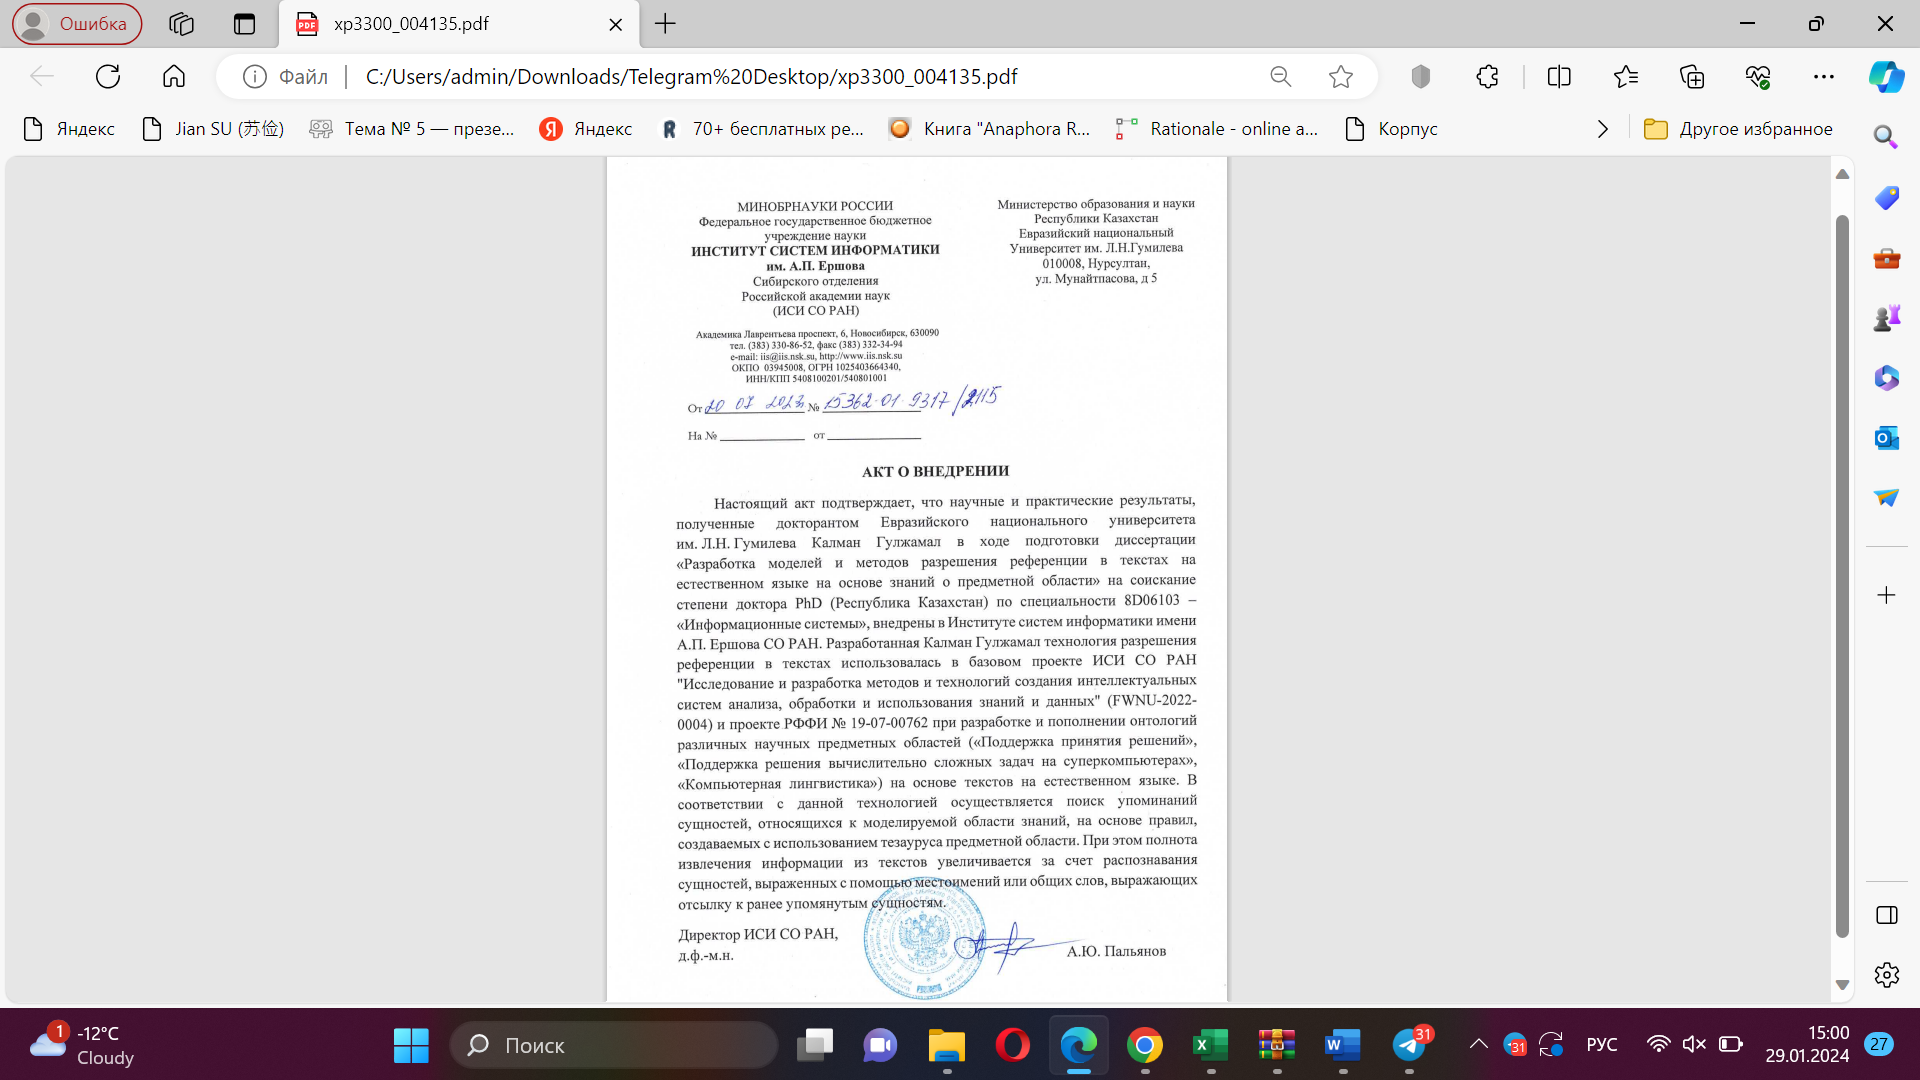 Ошибка
xp3300_004135.pdf
Файл
C:/Users/admin/Downloads/Telegram%20Desktop/xp3300_004135.pdf
Яндекс
Jian SU (苏俭)
Тема № 5 — презе...
Яндекс
70+ бесплатных ре...
Книга "Anaphora R...
Rationale - online a...
Корпус
Другое избранное
МИНОБРНАУКИ РОССИИ
Федеральное государственное бюджетное
учреждение науки
ИНСТИТУТ СИСТЕМ ИНФОРМАТИКИ
им. А.П. Ершова
Сибирского отделения
Российской академии наук
(ИСИ СО РАН)
Академика Лаврентьева проспект, 6, Новосибирск, 630090
тел. (383) 330-86-52, факс (383) 332-34-94
e-mail: iis@iis.nsk.su, http://www.iis.nsk.su
ОКПО 03945008, ОГРН 1025403664340,
ИНН/КПП 5408100201/540801001
От 20 07 2023 № 15362-01-9317/2115
На № от
Министерство образования и науки
Республики Казахстан
Евразийский национальный
Университет им. Л.Н.Гумилева
010008, Нурсултан,
ул. Мунайтпасова, д 5
АКТ О ВНЕДРЕНИИ
Настоящий акт подтверждает, что научные и практические результаты,
полученные докторантом Евразийского национального университета
им. Л.Н. Гумилева Калман Гулжамал в ходе подготовки диссертации
«Разработка моделей и методов разрешения референции в текстах на
естественном языке на основе знаний о предметной области» на соискание
степени доктора PhD (Республика Казахстан) по специальности 8D06103 –
«Информационные системы», внедрены в Институте систем информатики имени
А.П. Ершова СО РАН. Разработанная Калман Гулжамал технология разрешения
референции в текстах использовалась в базовом проекте ИСИ СО РАН
"Исследование и разработка методов и технологий создания интеллектуальных
систем анализа, обработки и использования знаний и данных" (FWNU-2022-
0004) и проекте РФФИ № 19-07-00762 при разработке и пополнении онтологий
различных научных предметных областей («Поддержка принятия решений»,
«Поддержка решения вычислительно сложных задач на суперкомпьютерах»,
«Компьютерная лингвистика») на основе текстов на естественном языке. В
соответствии с данной технологией осуществляется поиск упоминаний
сущностей, относящихся к моделируемой области знаний, на основе правил,
создаваемых с использованием тезауруса предметной области. При этом полнота
извлечения информации из текстов увеличивается за счет распознавания
сущностей, выраженных с помощью местоимений или общих слов, выражающих
отсылку к ранее упомянутым сущностям.
Директор ИСИ СО РАН,
д.ф.-м.н.
А.Ю. Пальянов
1
-12°C
Cloudy
Поиск
31
31
РУС
15:00
29.01.2024
27